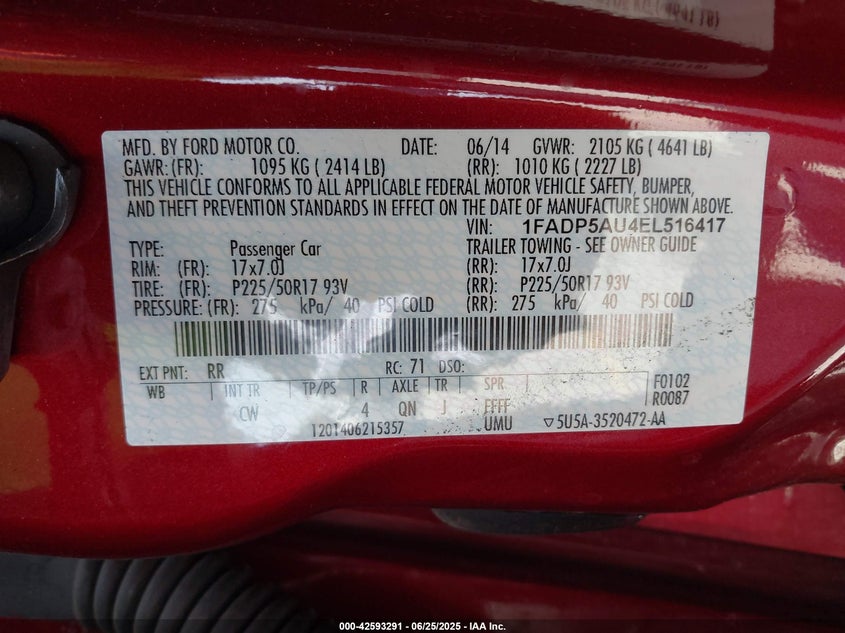 MFD. BY FORD MOTOR CO. DATE: 06/14 GVWR: 2105 KG ( 4641 LB)
GAWR: (FR): 1095 KG ( 2414 LB) (RR): 1010 KG ( 2227 LB)
THIS VEHICLE CONFORMS TO ALL APPLICABLE FEDERAL MOTOR VEHICLE SAFETY, BUMPER,
AND THEFT PREVENTION STANDARDS IN EFFECT ON THE DATE OF MANUFACTURE SHOWN ABOVE.
VIN: 1FADP5AU4EL516417
TYPE: Passenger Car TRAILER TOWING - SEE OWNER GUIDE
RIM: (FR): 17x7.0J (RR): 17x7.0J
TIRE: (FR): P225/50R17 93V (RR): P225/50R17 93V
PRESSURE: (FR): 275 kPa/ 40 PSI COLD (RR): 275 kPa/ 40 PSI COLD
EXT PNT: RR RC: 71 DSO:
WB INT TR TP/PS R AXLE TR SPR F0102
R0087
CW 4 QN J FFFF
1201406215357 UMU ▽5U5A-3520472-AA
000-42593291 - 06/25/2025 - IAA Inc.